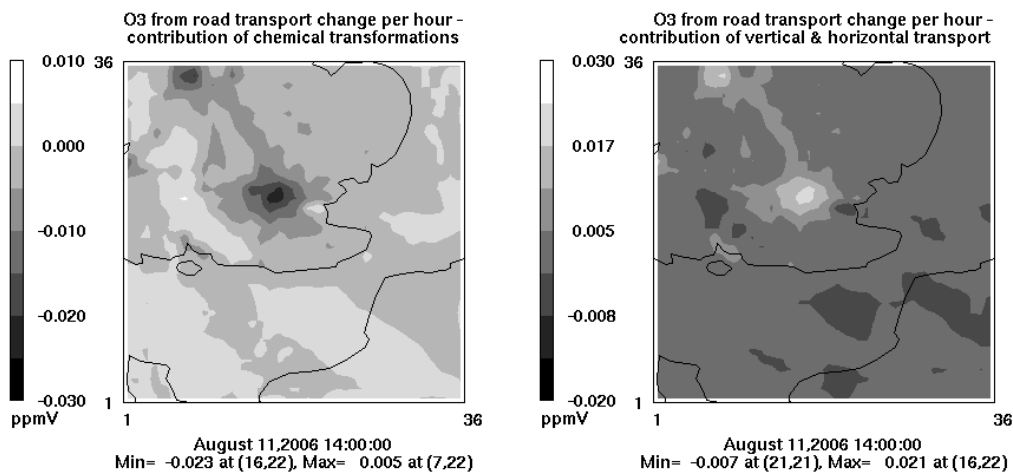 O3 from road transport change per hour -
contribution of chemical transformations
0.010
0.000
-0.010
-0.020
-0.030
ppmV
36
1
1
36
August 11,2006 14:00:00
Min= -0.023 at (16,22), Max= 0.005 at (7,22)
O3 from road transport change per hour -
contribution of vertical & horizontal transport
0.030
0.017
0.005
-0.008
-0.020
ppmV
36
1
1
36
August 11,2006 14:00:00
Min= -0.007 at (21,21), Max= 0.021 at (16,22)